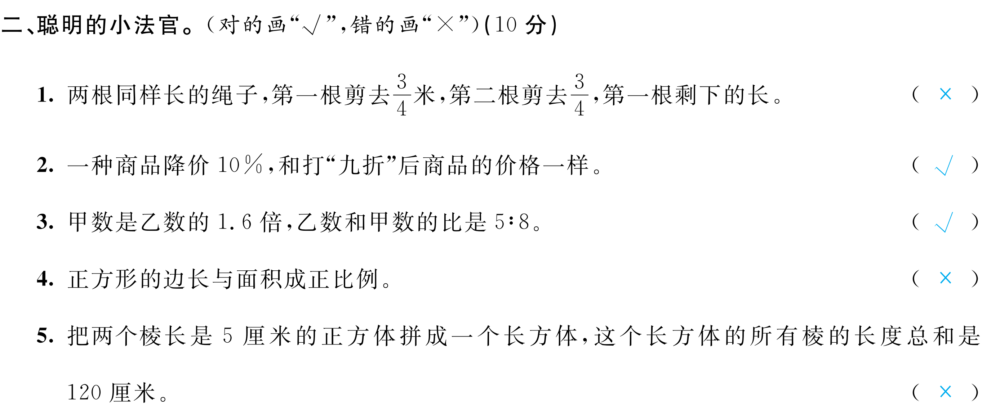 二、聪明的小法官。(对的画“√”,错的画“×”)(10 分)
1. 两根同样长的绳子,第一根剪去3/4米,第二根剪去3/4,第一根剩下的长。 ( × )
2. 一种商品降价 10%,和打“九折”后商品的价格一样。 ( √ )
3. 甲数是乙数的 1.6 倍,乙数和甲数的比是 5∶8。 ( √ )
4. 正方形的边长与面积成正比例。 ( × )
5. 把两个棱长是 5 厘米的正方体拼成一个长方体,这个长方体的所有棱的长度总和是
120 厘米。 ( × )